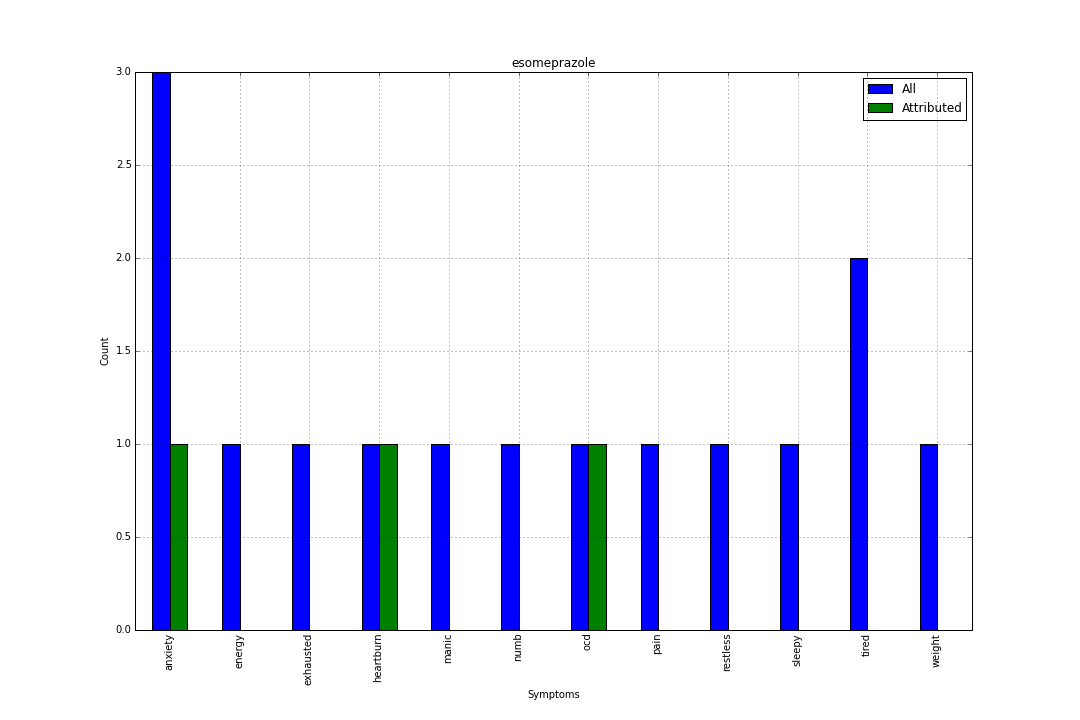 esomeprazole
All
Attributed
3.0
2.5
2.0
1.5
1.0
0.5
0.0
Count
anxiety
energy
exhausted
heartburn
manic
numb
ocd
pain
restless
sleepy
tired
weight
Symptoms